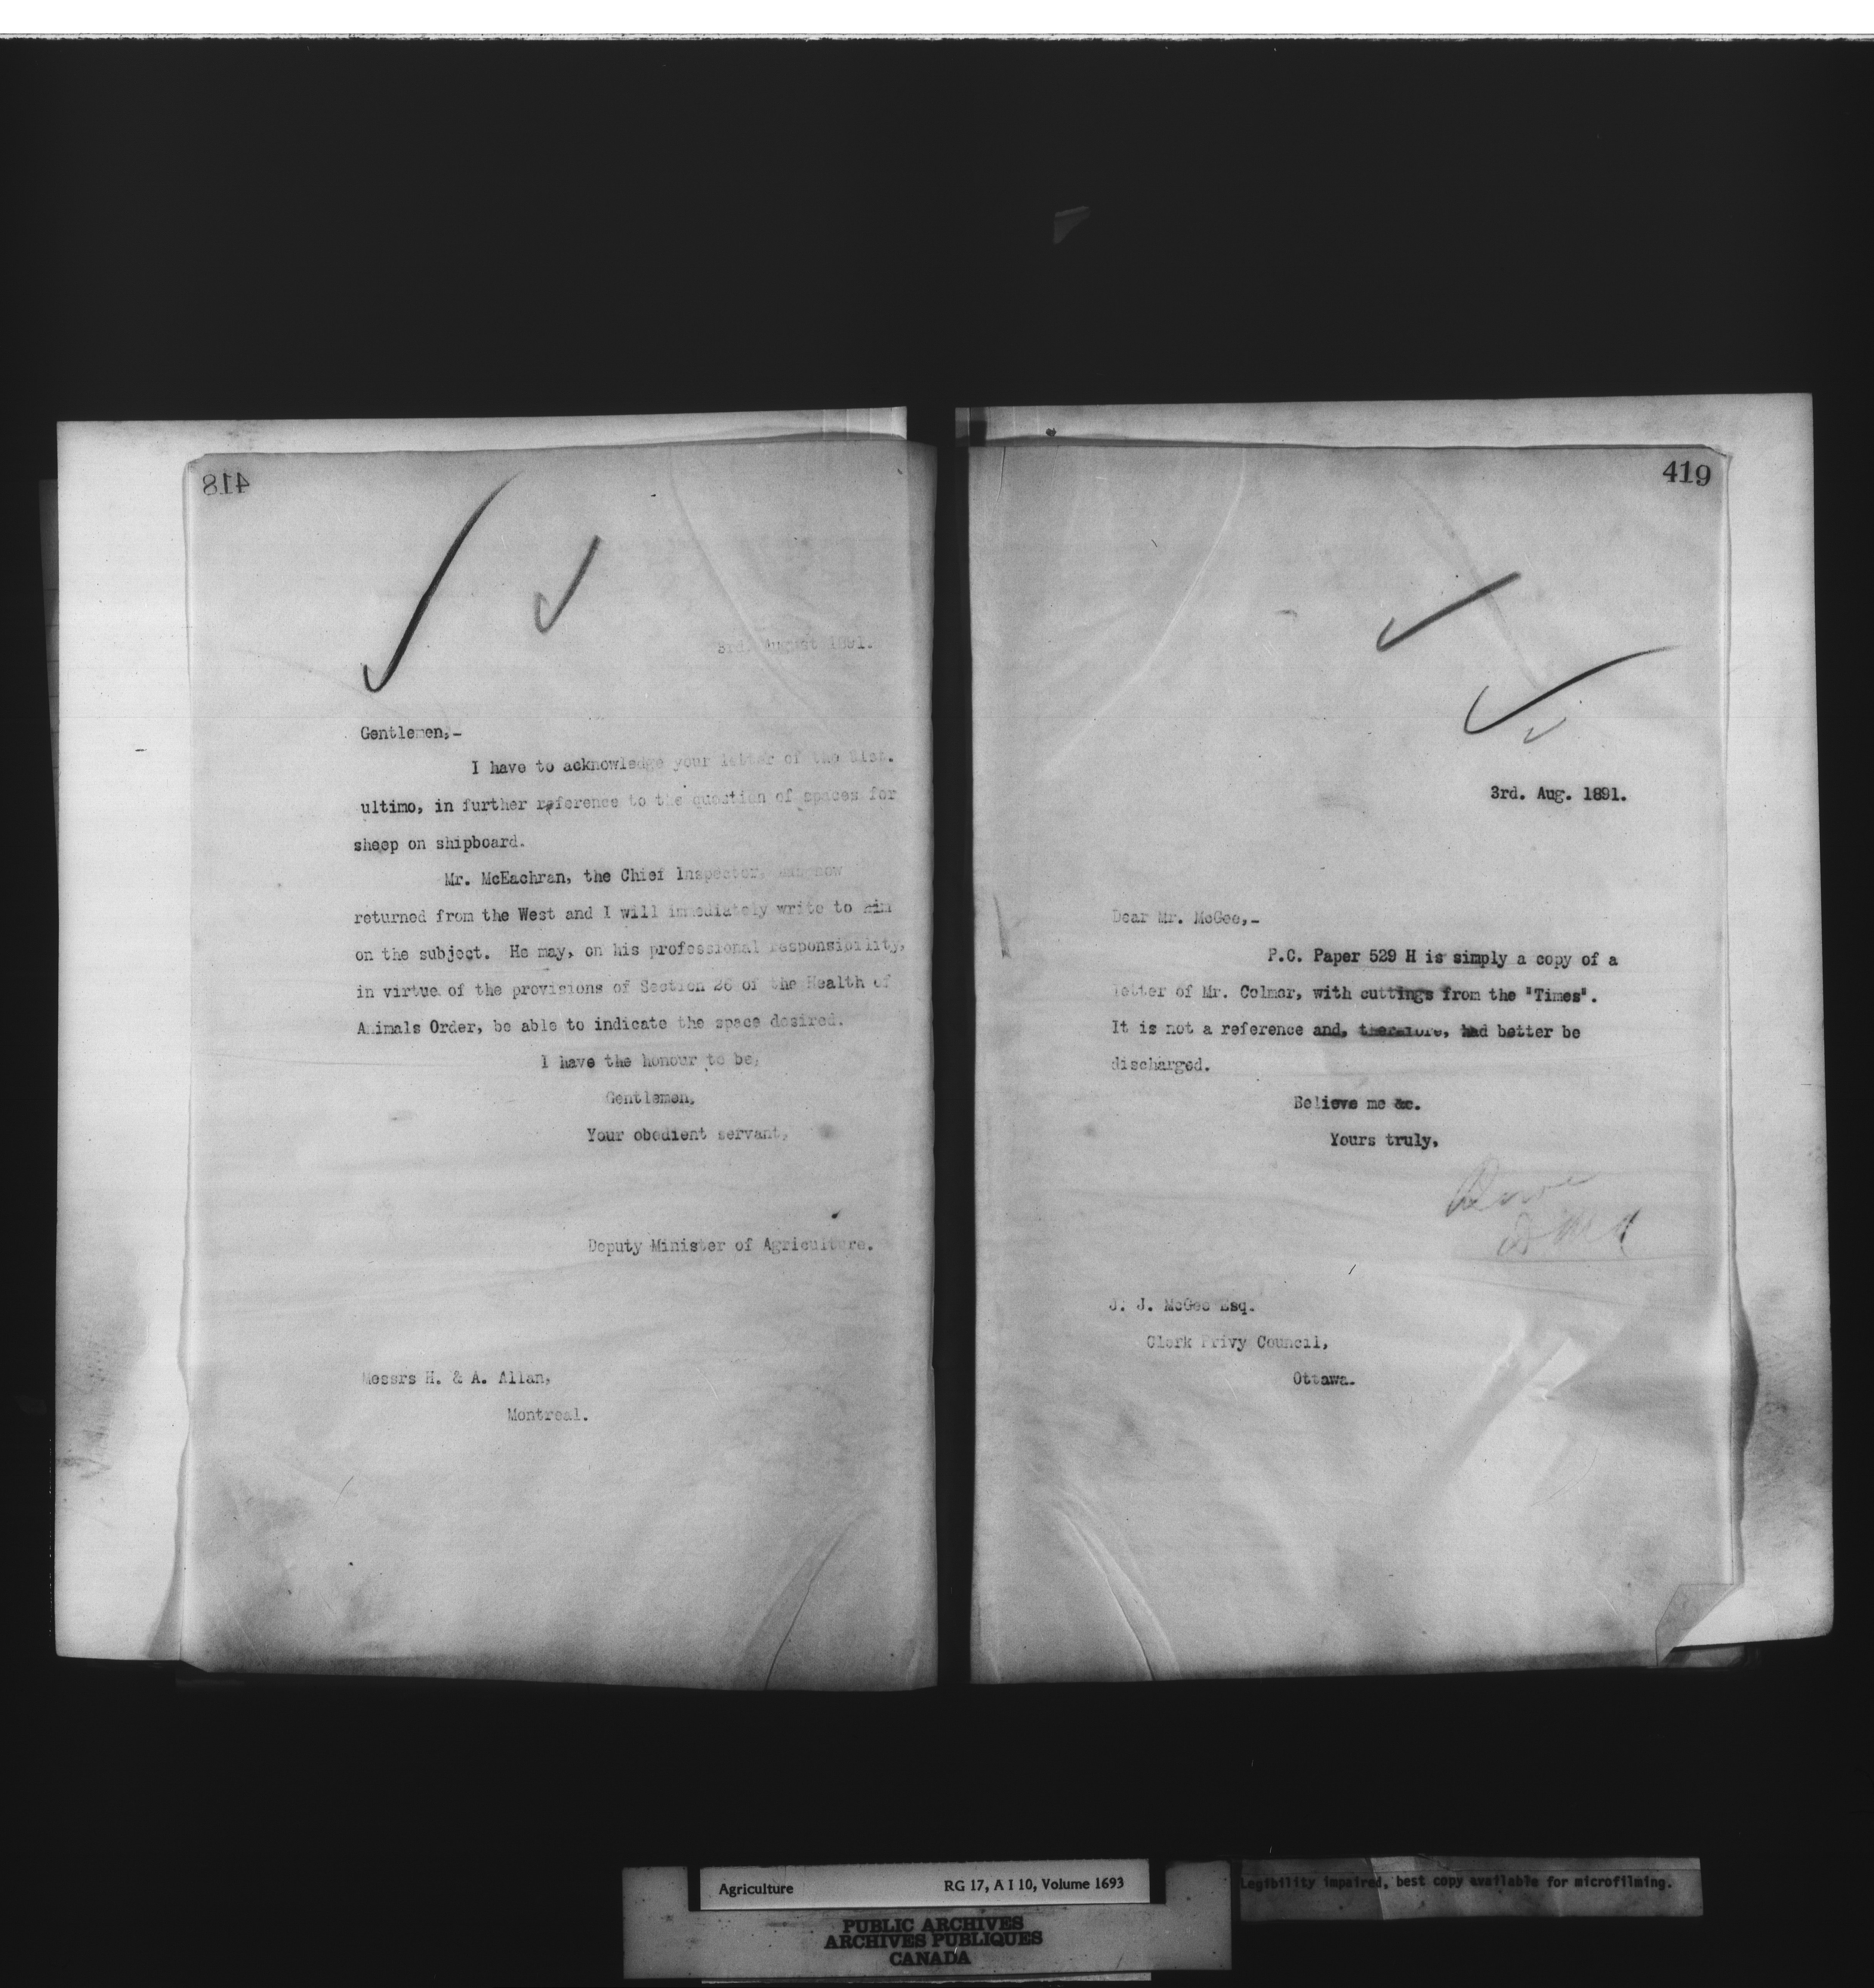 418
3rd. August 1891.
Gentlemen,-
I have to acknowledge your letter of the 31st.
ultimo, in further reference to the question of spaces for
sheep on shipboard.
Mr. McEachran, the Chief Inspector, has now
returned from the West and I will immediately write to him
on the subject. He may, on his professional responsibility,
in virtue of the provisions of Section 26 of the Health of
Animals Order, be able to indicate the space desired.
I have the honour to be,
Gentlemen,
Your obedient servant,
Deputy Minister of Agriculture.
Messrs H. & A. Allan,
Montreal.
419
3rd. Aug. 1891.
Dear Mr. McGee,-
P.C. Paper 529 H is simply a copy of a
letter of Mr. Colmer, with cuttings from the "Times".
It is not a reference and, therefore, had better be
discharged.
Believe me &c.
Yours truly,
J. J. McGee Esq.
Clerk Privy Council,
Ottawa.
Agriculture RG 17, A I 10, Volume 1693
Legibility impaired, best copy available for microfilming.
PUBLIC ARCHIVES
ARCHIVES PUBLIQUES
CANADA